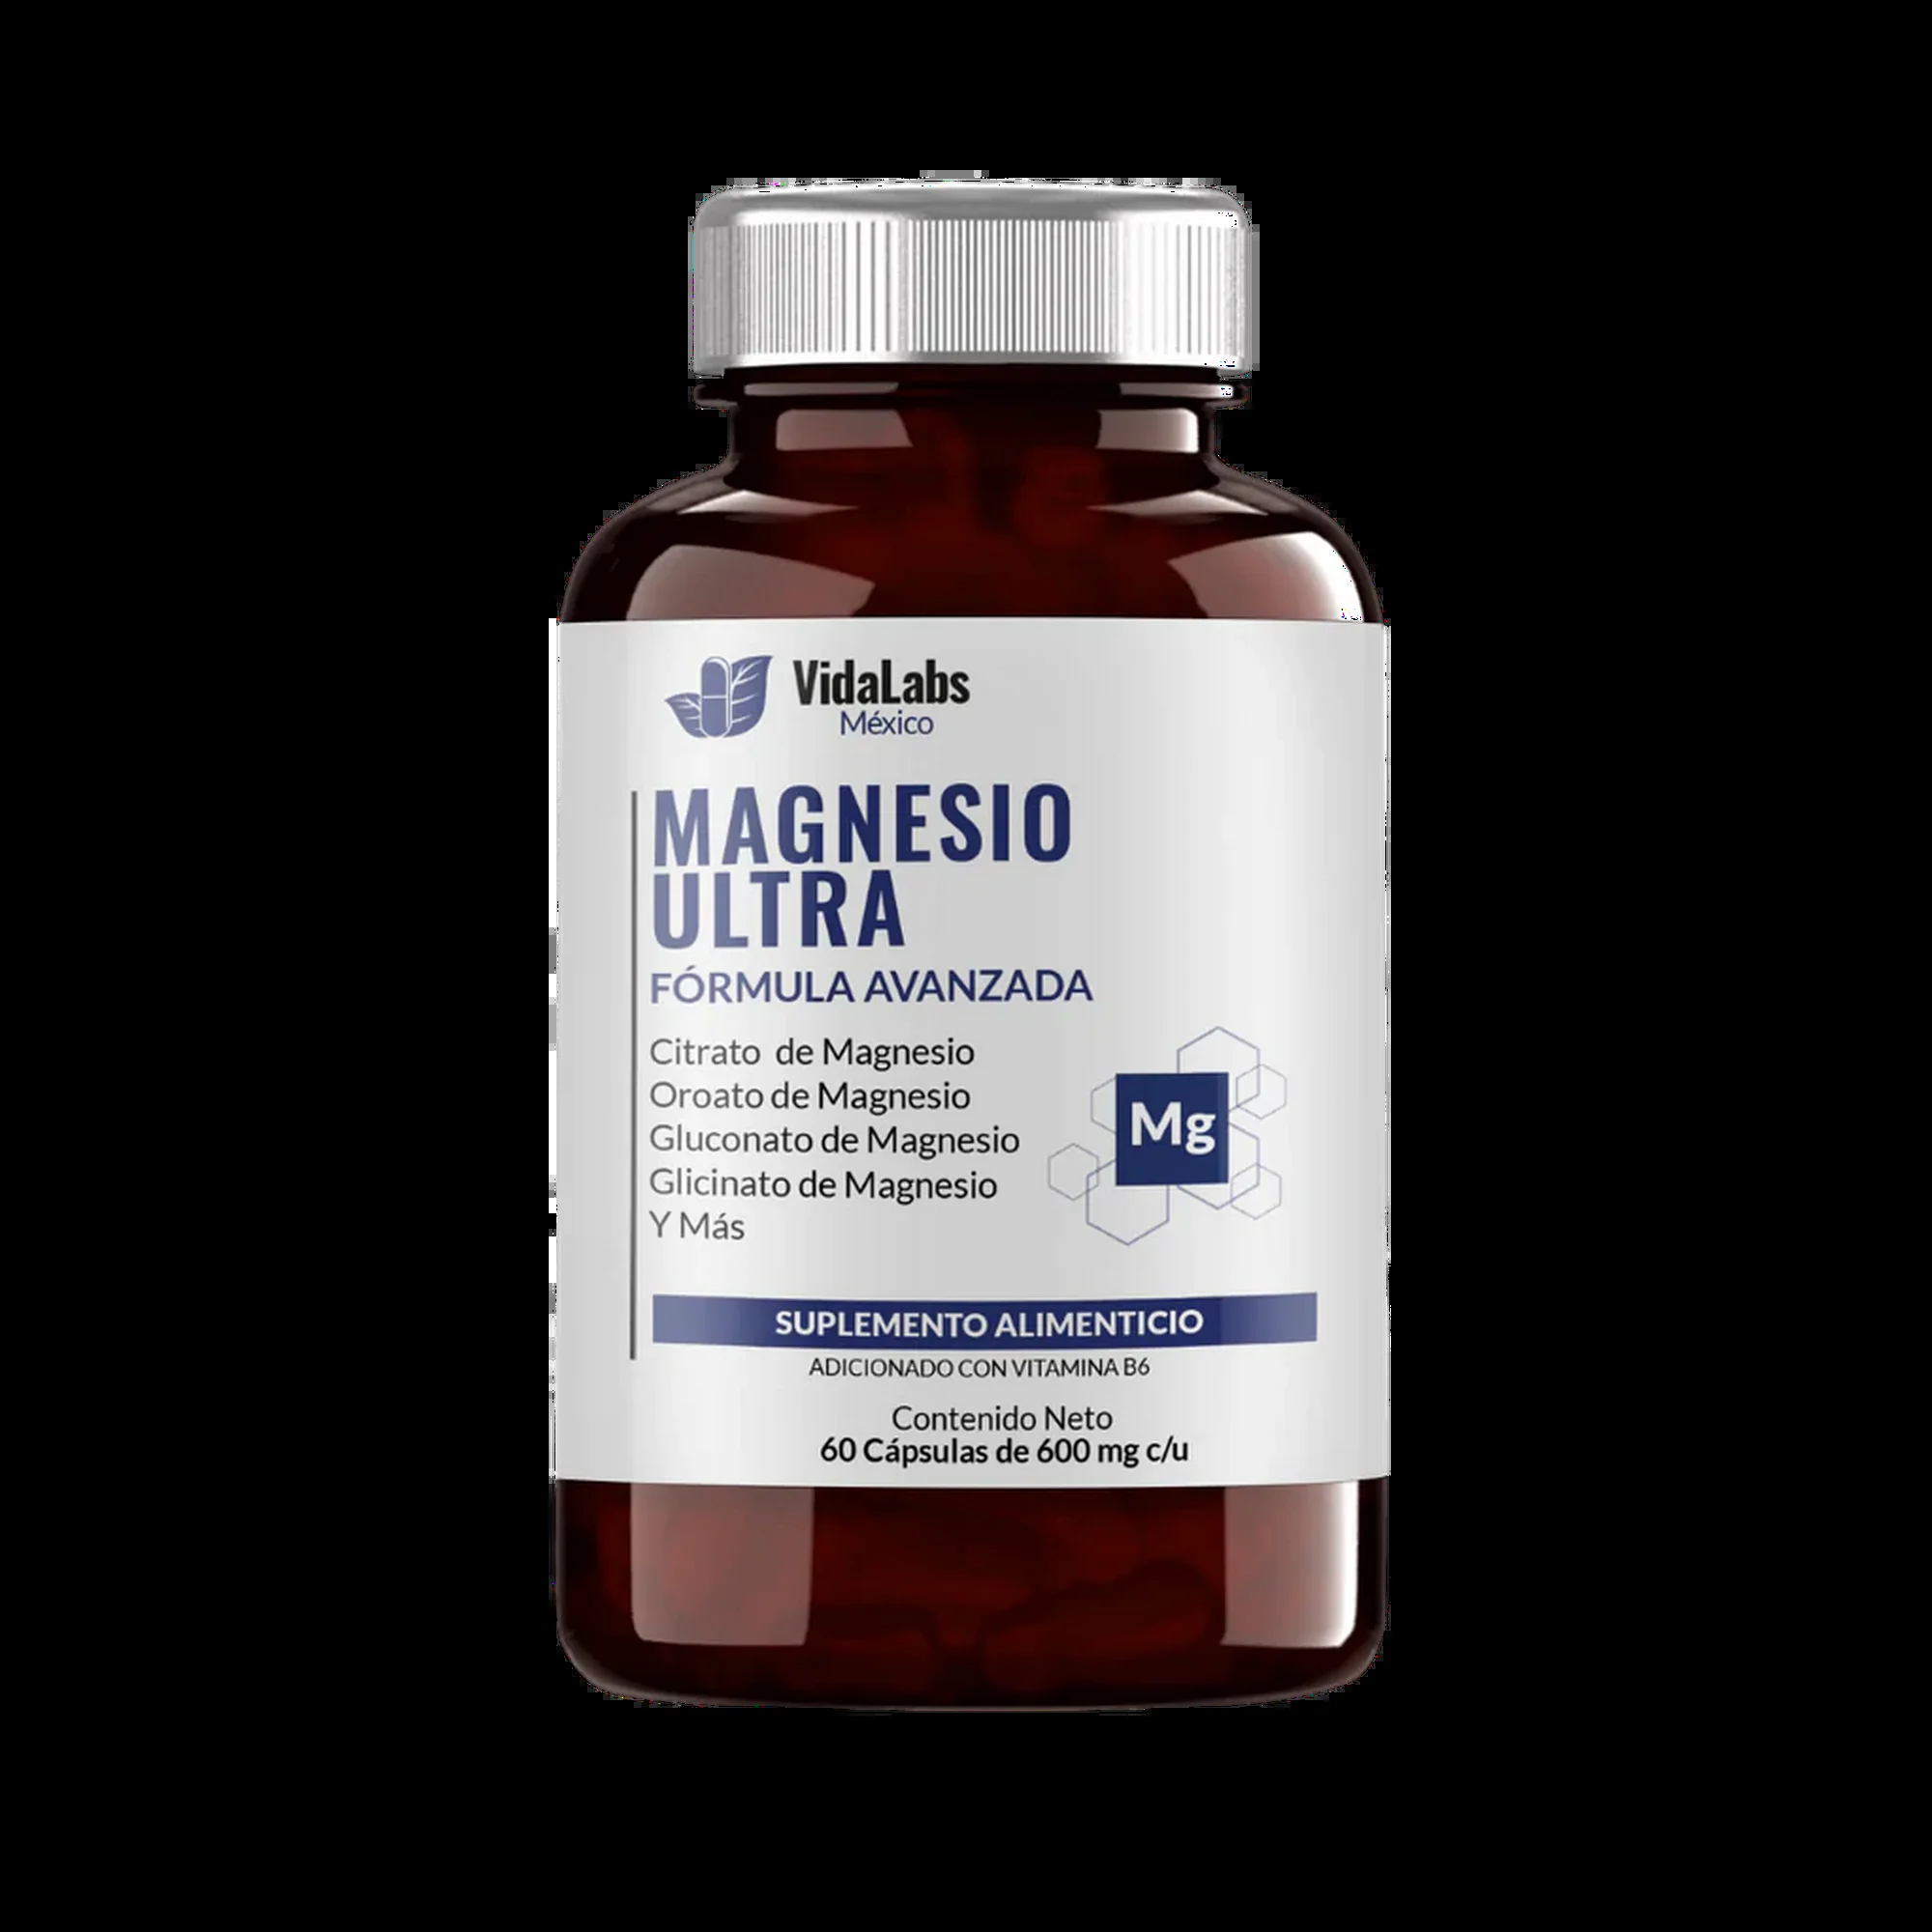 VidaLabs
México
MAGNESIO
ULTRA
FÓRMULA AVANZADA
Citrato de Magnesio
Oroato de Magnesio
Gluconato de Magnesio
Glicinato de Magnesio
Y Más
Mg
SUPLEMENTO ALIMENTICIO
ADICIONADO CON VITAMINA B6
Contenido Neto
60 Cápsulas de 600 mg c/u